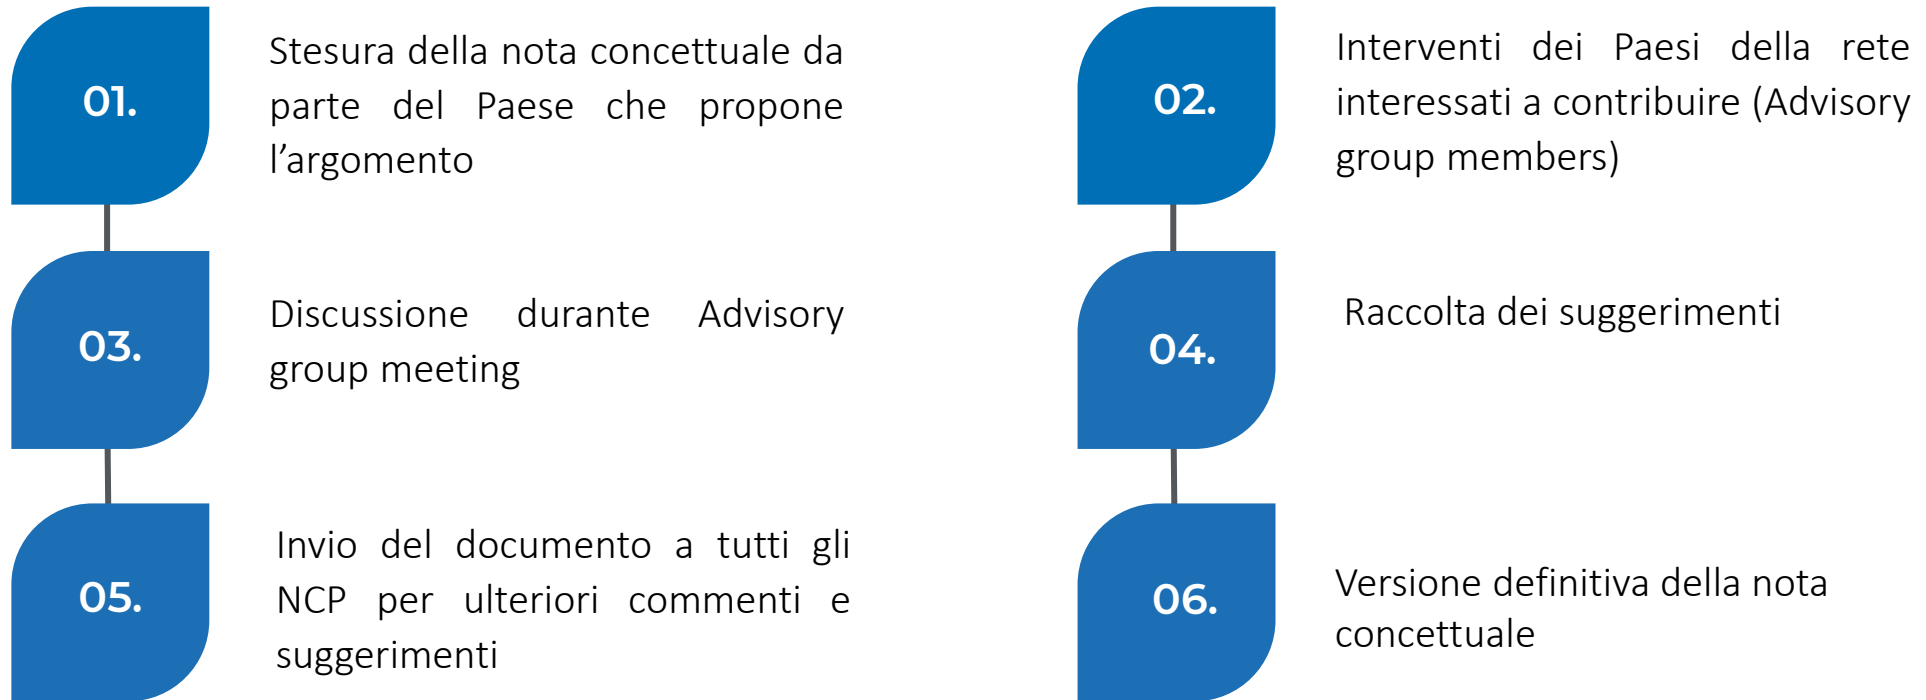 01.
Stesura della nota concettuale da
parte del Paese che propone
l’argomento
02.
Interventi dei Paesi della rete
interessati a contribuire (Advisory
group members)
03.
Discussione durante Advisory
group meeting
04.
Raccolta dei suggerimenti
05.
Invio del documento a tutti gli
NCP per ulteriori commenti e
suggerimenti
06.
Versione definitiva della nota
concettuale